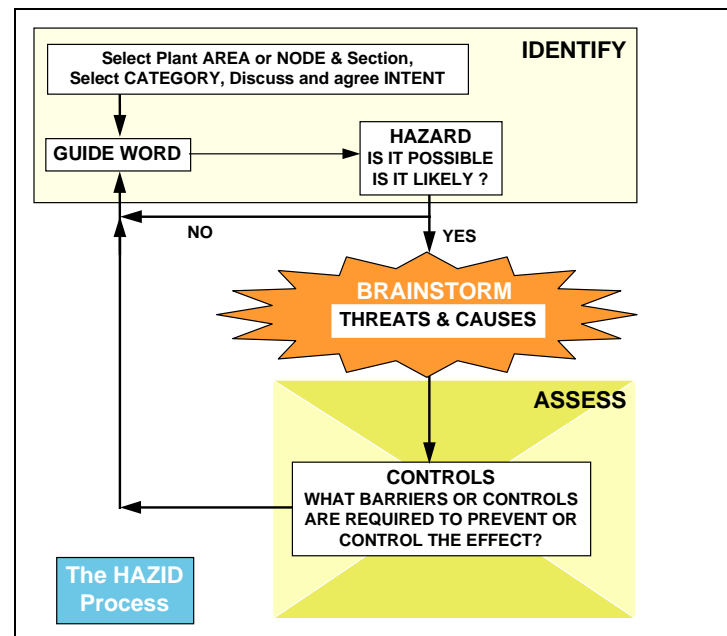 IDENTIFY
Select Plant AREA or NODE & Section,
Select CATEGORY, Discuss and agree INTENT
GUIDE WORD
HAZARD
IS IT POSSIBLE
IS IT LIKELY ?
NO
YES
BRAINSTORM
THREATS & CAUSES
ASSESS
CONTROLS
WHAT BARRIERS OR CONTROLS
ARE REQUIRED TO PREVENT OR
CONTROL THE EFFECT?
The HAZID
Process